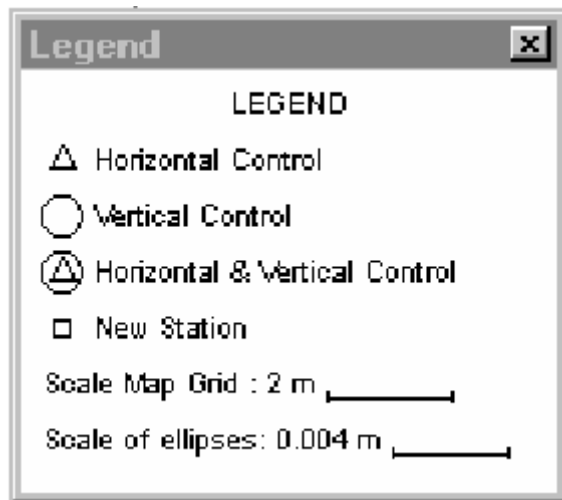 Legend
LEGEND
Horizontal Control
Vertical Control
Horizontal & Vertical Control
New Station
Scale Map Grid : 2 m
Scale of ellipses: 0.004 m